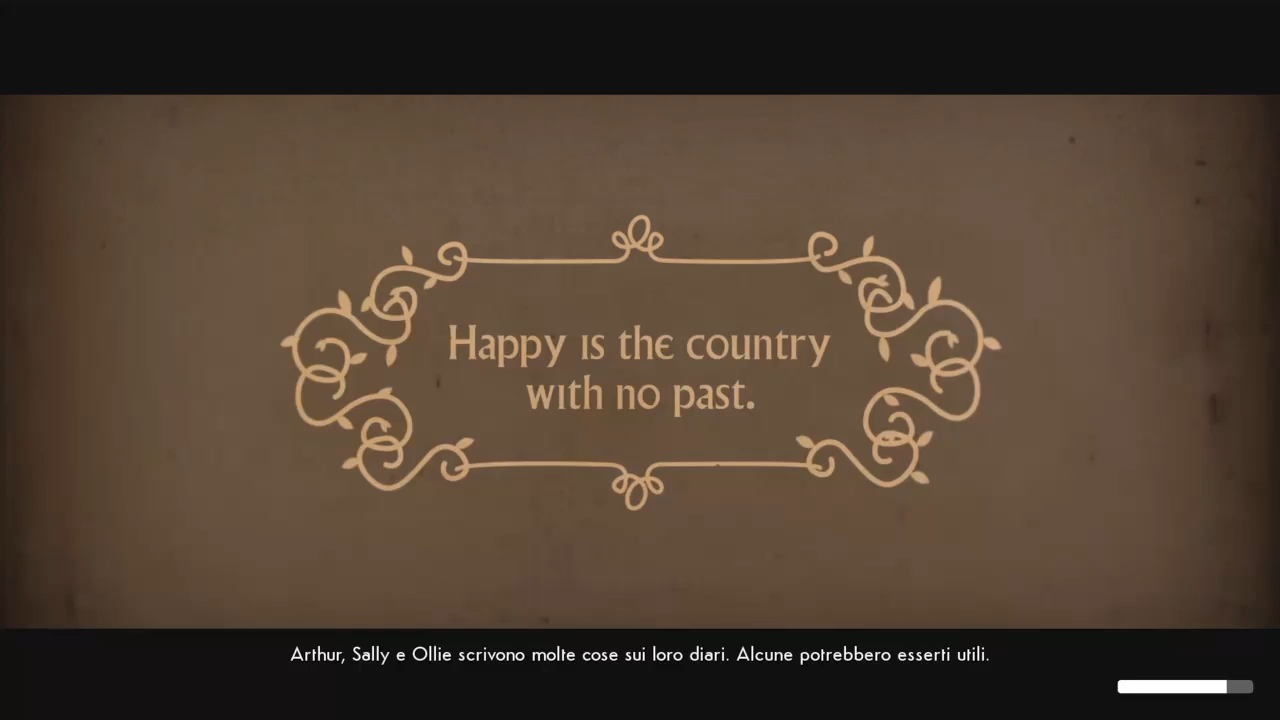 Happy is the country
with no past.
Arthur, Sally e Ollie scrivono molte cose sui loro diari. Alcune potrebbero esserti utili.